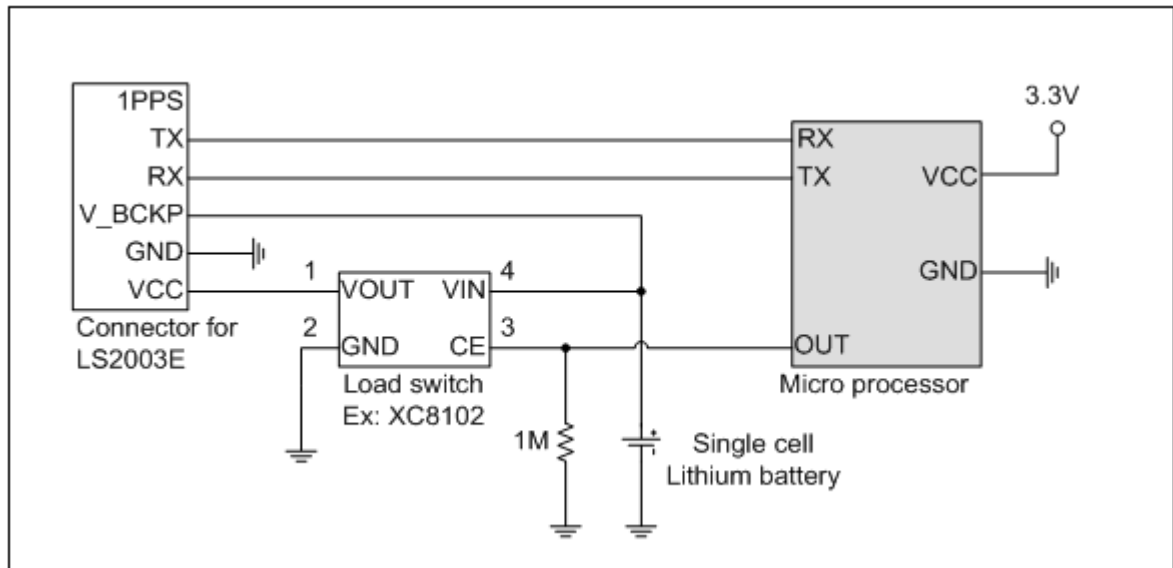 1PPS
TX
RX
V_BCKP
GND
VCC
Connector for
LS2003E
1
2
VOUT
VIN
GND
CE
4
3
Load switch
Ex: XC8102
1M
+
-
Single cell
Lithium battery
RX
TX
VCC
GND
OUT
Micro processor
3.3V